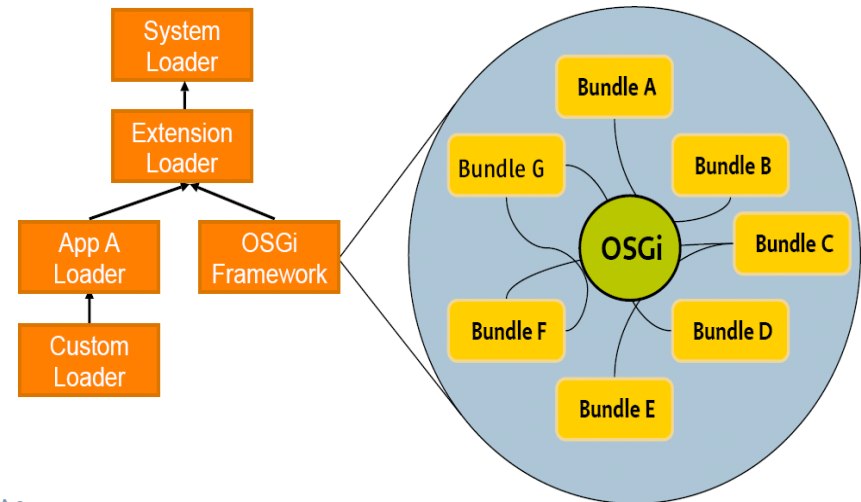 System
Loader
Extension
Loader
App A
Loader
OSGi
Framework
Custom
Loader
Bundle A
Bundle G
Bundle B
OSGi
Bundle C
Bundle F
Bundle D
Bundle E